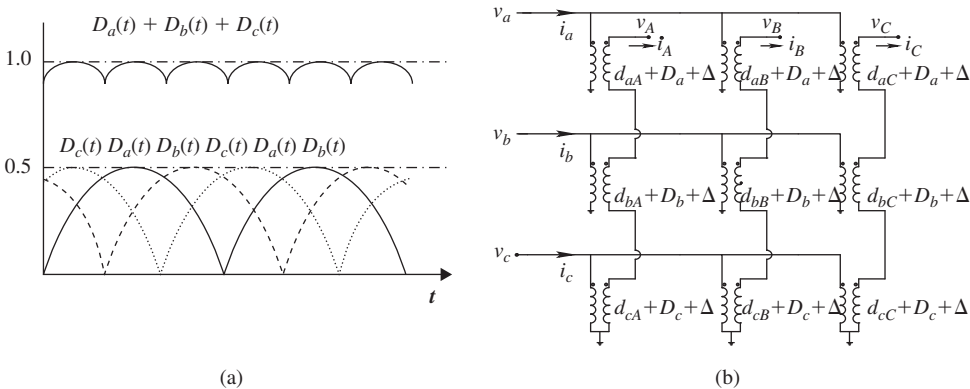 D_a(t) + D_b(t) + D_c(t)
1.0
D_c(t) D_a(t) D_b(t) D_c(t) D_a(t) D_b(t)
0.5
t
(a)
v_a
i_a
v_A
i_A
v_B
i_B
v_C
i_C
d_aA + D_a + Δ
d_aB + D_a + Δ
d_aC + D_a + Δ
v_b
i_b
d_bA + D_b + Δ
d_bB + D_b + Δ
d_bC + D_b + Δ
v_c
i_c
d_cA + D_c + Δ
d_cB + D_c + Δ
d_cC + D_c + Δ
(b)